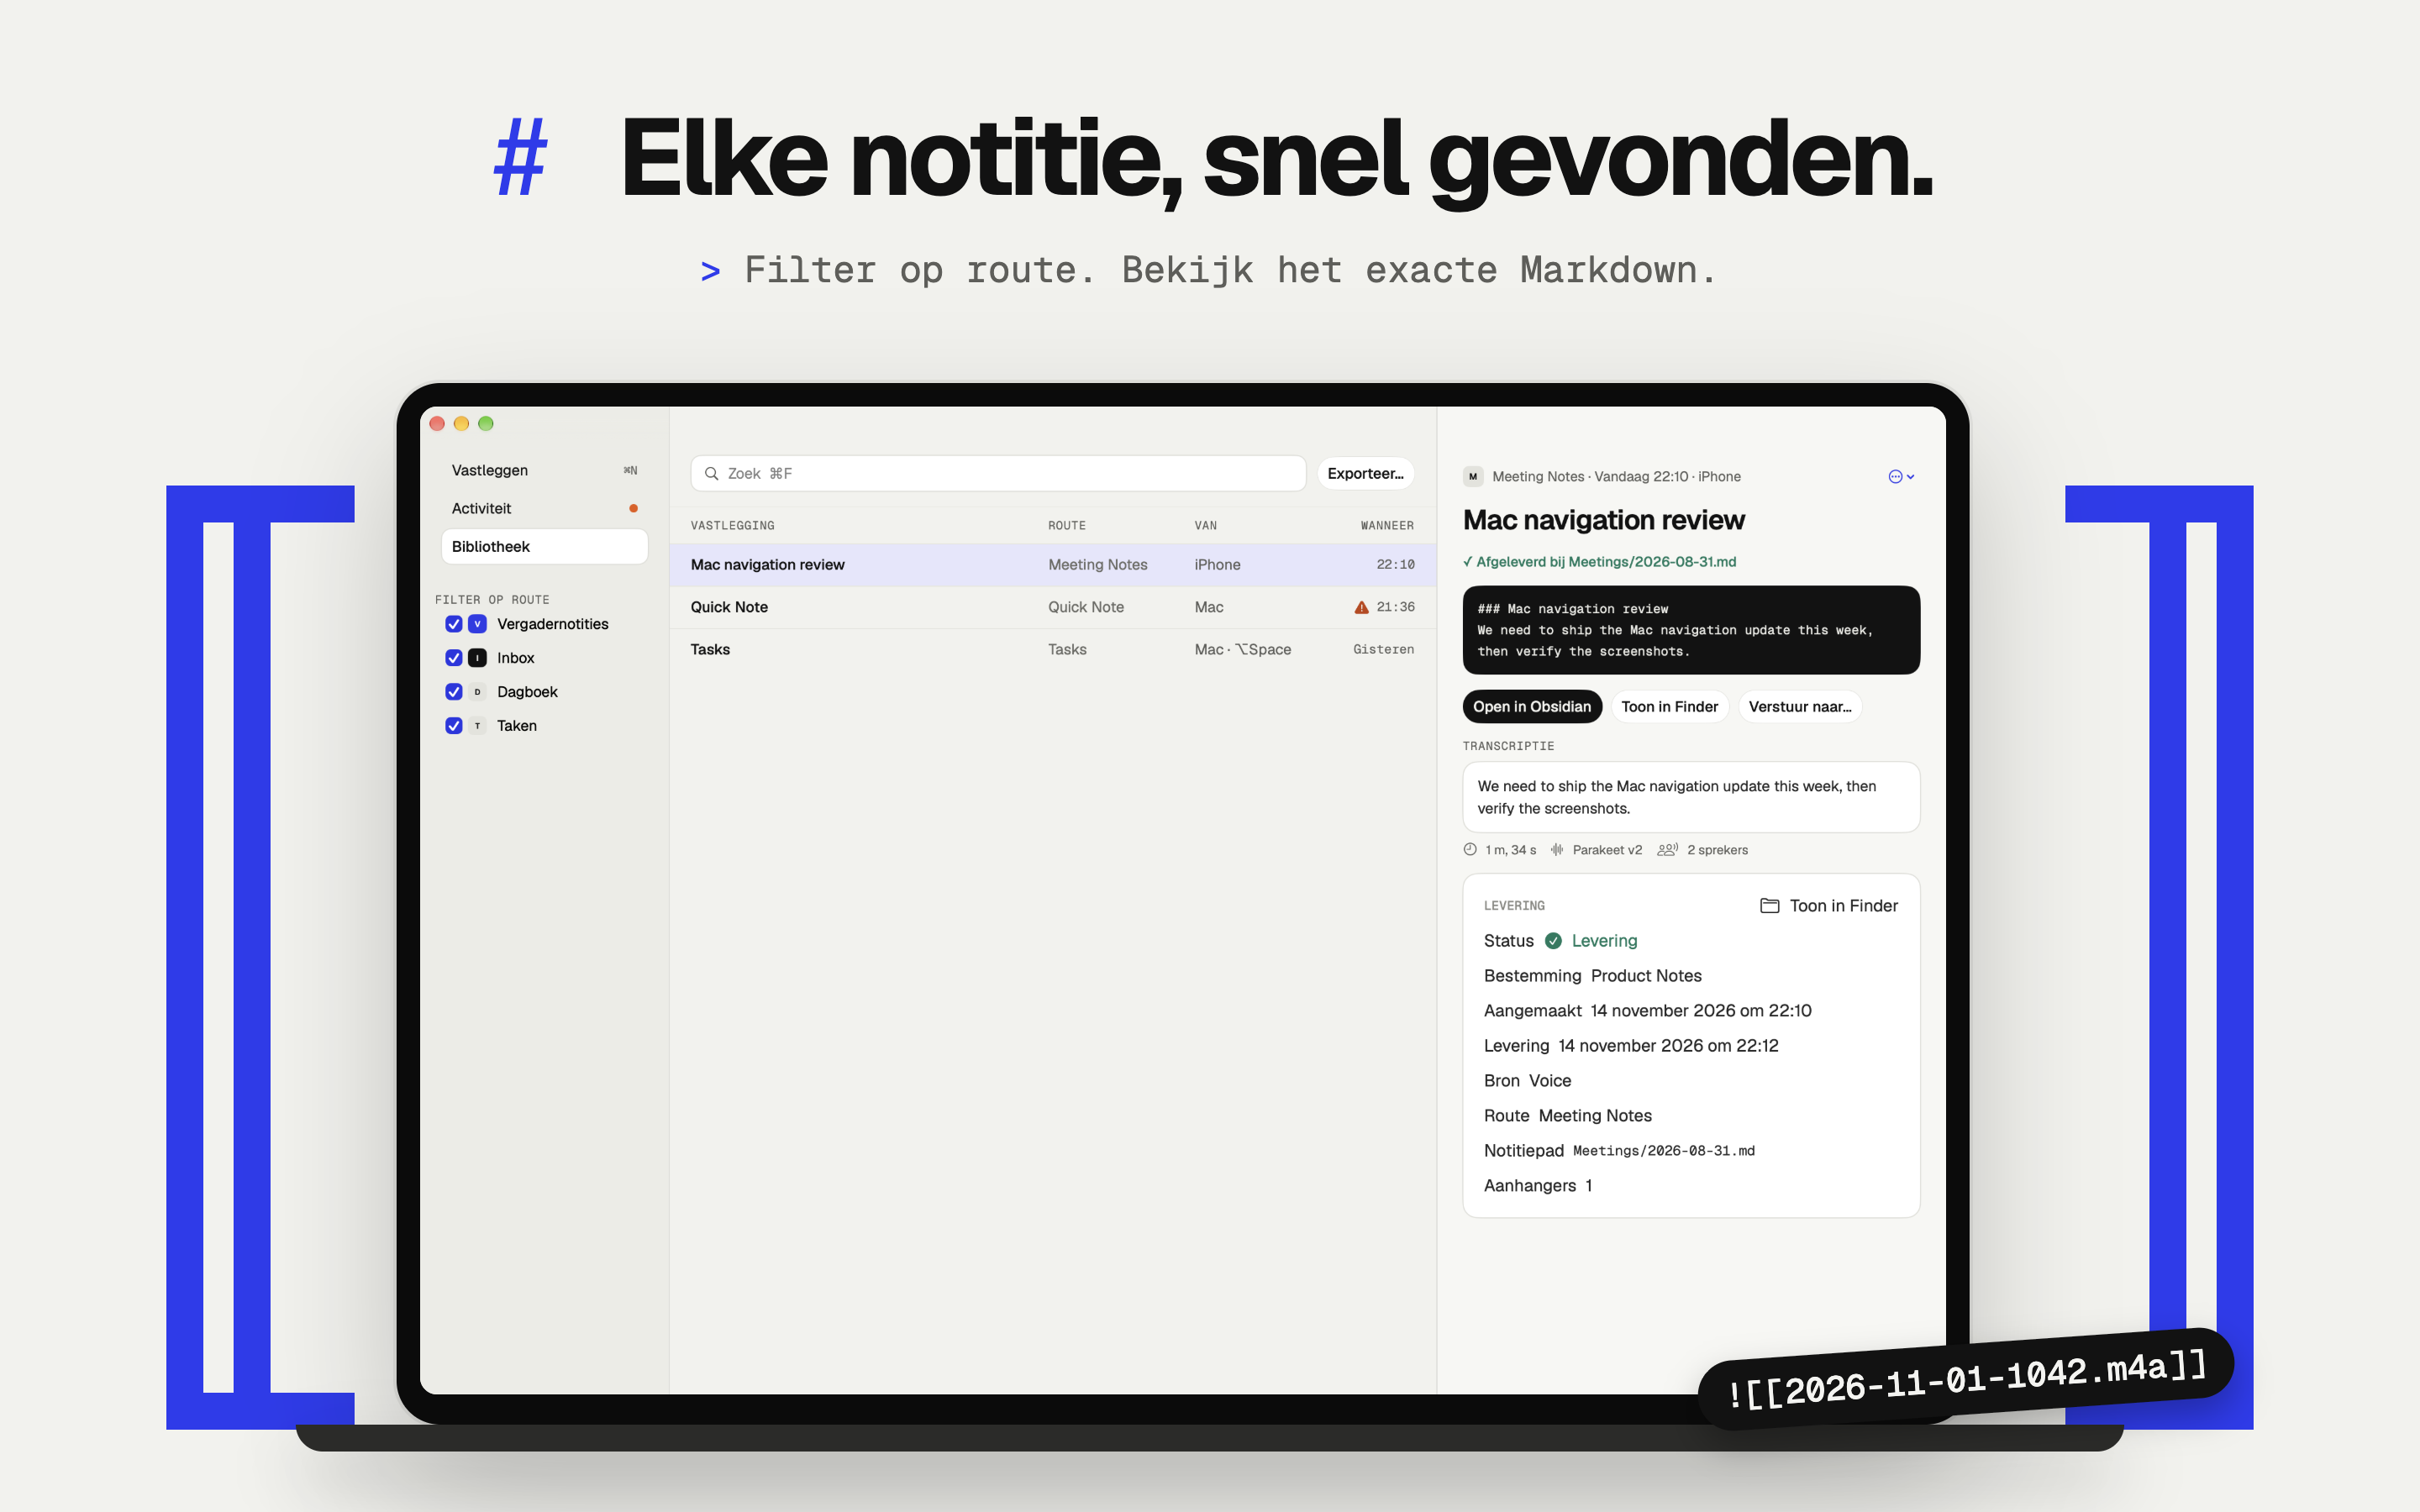 # Elke notitie, snel gevonden.
> Filter op route. Bekijk het exacte Markdown.
Vastleggen ⌘N
Activiteit
Bibliotheek
FILTER OP ROUTE
V Vergadernotities
I Inbox
D Dagboek
T Taken
Zoek ⌘F
Exporteer...
VASTLEGGING ROUTE VAN WANNEER
Mac navigation review Meeting Notes iPhone 22:10
Quick Note Quick Note Mac 21:36
Tasks Tasks Mac · ⌥Space Gisteren
M Meeting Notes · Vandaag 22:10 · iPhone
Mac navigation review
✓ Afgeleverd bij Meetings/2026-08-31.md
### Mac navigation review
We need to ship the Mac navigation update this week,
then verify the screenshots.
Open in Obsidian Toon in Finder Verstuur naar...
TRANSCRIPTIE
We need to ship the Mac navigation update this week, then
verify the screenshots.
1 m, 34 s Parakeet v2 2 sprekers
LEVERING Toon in Finder
Status Levering
Bestemming Product Notes
Aangemaakt 14 november 2026 om 22:10
Levering 14 november 2026 om 22:12
Bron Voice
Route Meeting Notes
Notitiepad Meetings/2026-08-31.md
Aanhangers 1
![[2026-11-01-1042.m4a]]